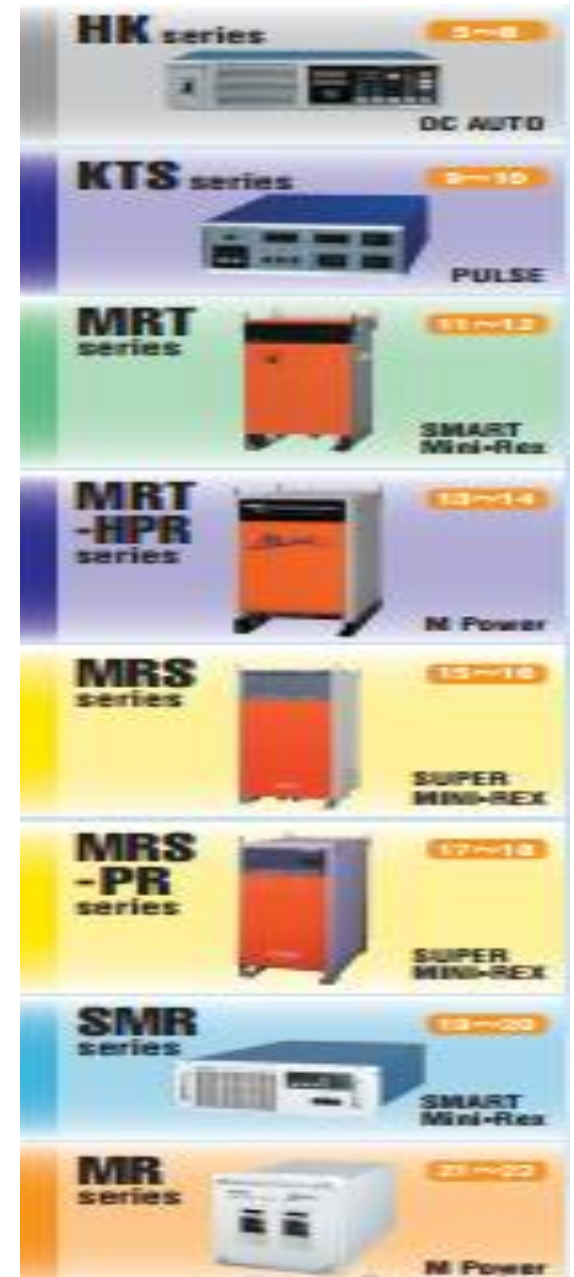 HK series
5～8
DC AUTO
KTS series
9～10
PULSE
MRT
series
11～12
SMART
Mini•Rex
MRT
-HPR
series
13～14
M Power
MRS
series
15～16
SUPER
MINI•REX
MRS
-PR
series
17～18
SUPER
MINI•REX
SMR
series
19～20
SMART
Mini•Rex
MR
series
21～22
M Power